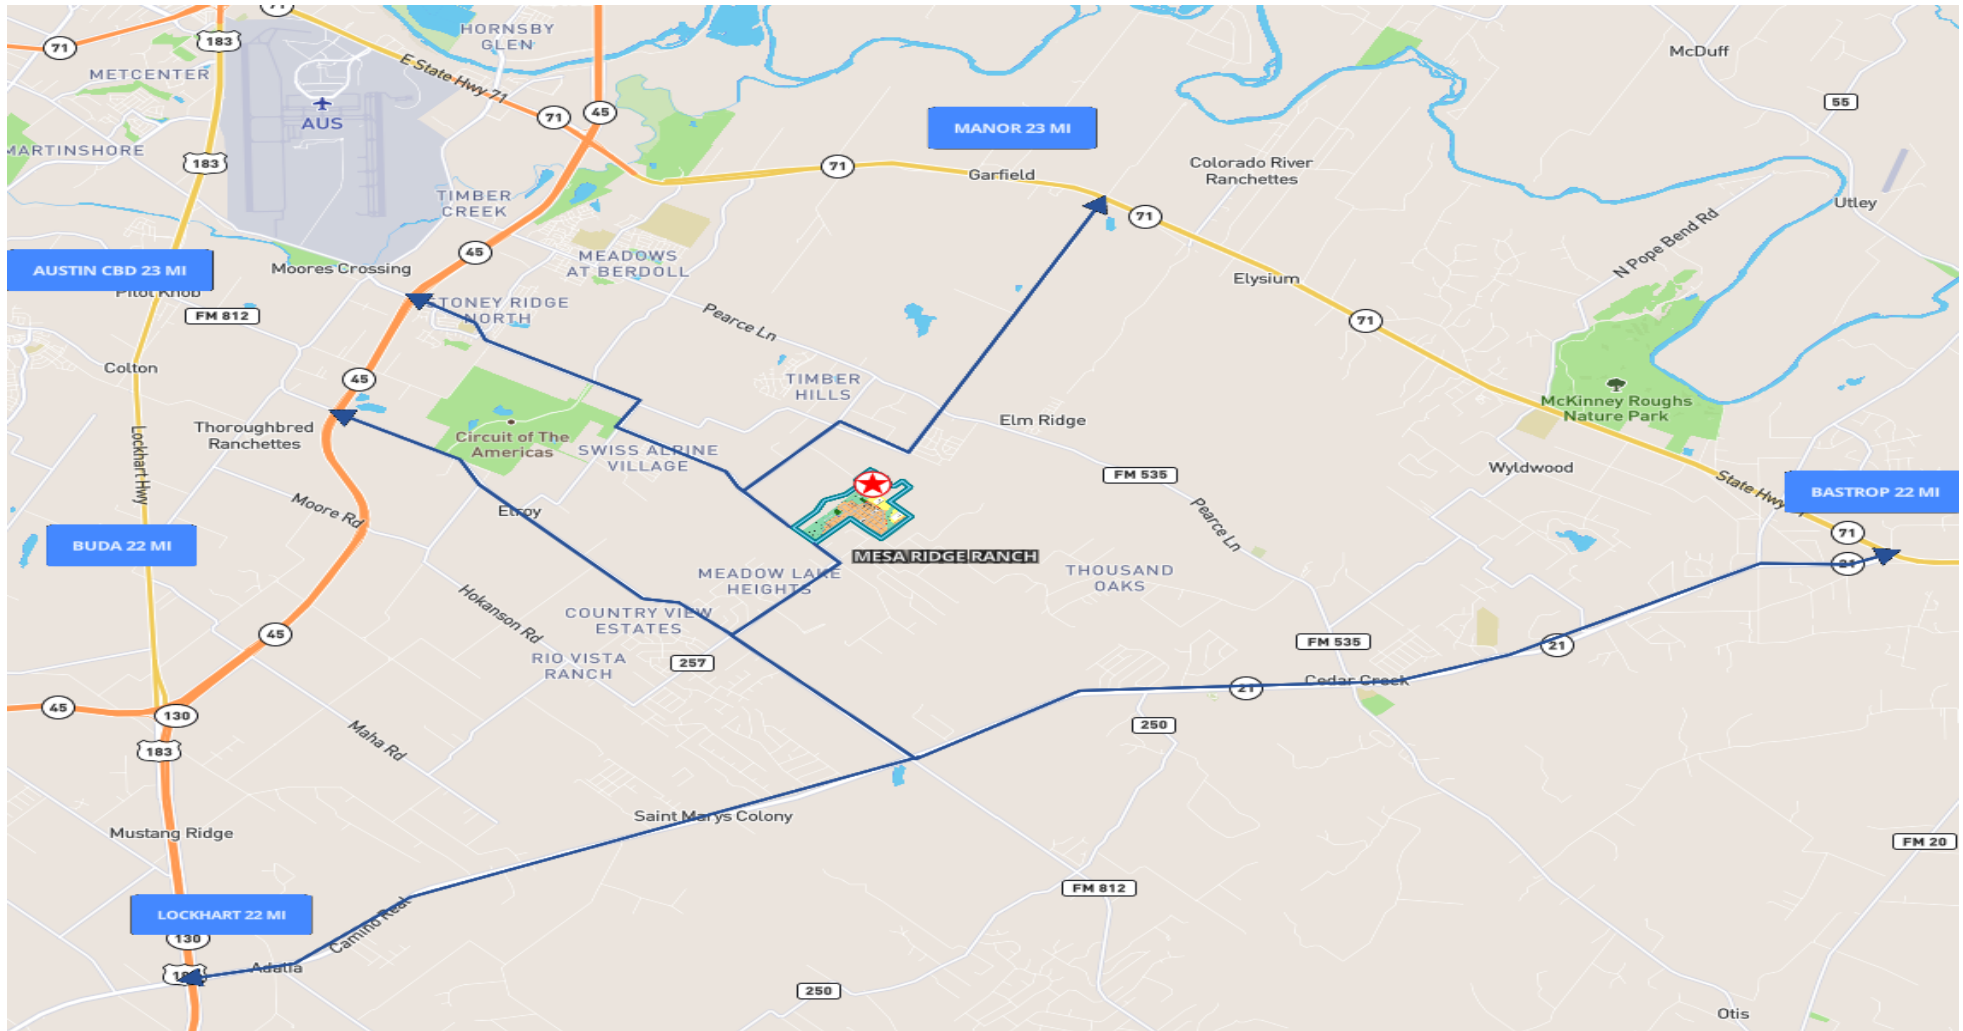 71
183
HORNSBY
GLEN
71
METCENTER
E State Hwy 71
AUS
71
45
McDuff
55
MANOR 23 MI
MARTINSHORE
183
71
Garfield
Colorado River
Ranchettes
TIMBER
CREEK
71
Utley
N Pope Bend Rd
45
MEADOWS
AT BERDOLL
AUSTIN CBD 23 MI
Moores Crossing
Elysium
Pilot Knob
FM 812
STONEY RIDGE
NORTH
Pearce Ln
71
Colton
45
TIMBER
HILLS
McKinney Roughs
Nature Park
Thoroughbred
Ranchettes
Circuit of The
Americas
Elm Ridge
SWISS ALPINE
VILLAGE
Lockhart Hwy
FM 535
Wyldwood
State Hwy 71
BASTROP 22 MI
Moore Rd
Elroy
Pearce Ln
71
21
BUDA 22 MI
MESA RIDGE RANCH
MEADOW LAKE
HEIGHTS
THOUSAND
OAKS
Hokanson Rd
COUNTRY VIEW
ESTATES
45
FM 535
21
RIO VISTA
RANCH
257
Cedar Creek
21
45
130
250
183
Maha Rd
Saint Marys Colony
Mustang Ridge
FM 20
FM 812
LOCKHART 22 MI
Camino Real
130
183
Adalia
250
Otis